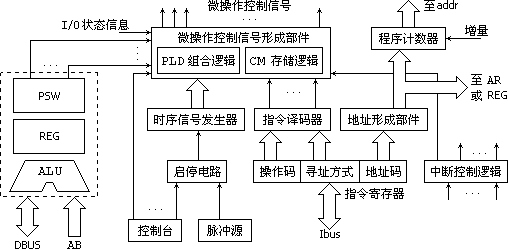 微操作控制信号
至addr
I/O状态信息
微操作控制信号形成部件
PLD组合逻辑
CM 存储逻辑
程序计数器
增量
PSW
REG
ALU
时序信号发生器
指令译码器
地址形成部件
至 AR
或 REG
启停电路
操作码
寻址方式
地址码
中断控制逻辑
指令寄存器
控制台
脉冲源
Ibus
DBUS
AB